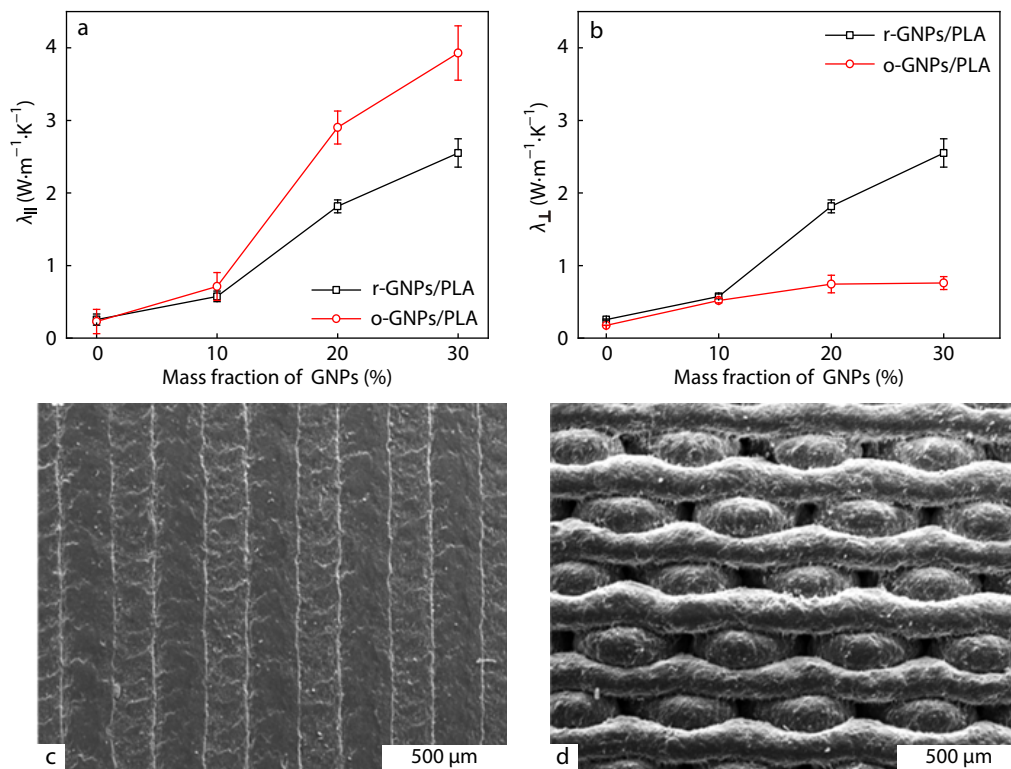 a
4
3
2
1
0
λ∥ (W·m⁻¹·K⁻¹)
r-GNPs/PLA
o-GNPs/PLA
0 10 20 30
Mass fraction of GNPs (%)
b
r-GNPs/PLA
o-GNPs/PLA
4
3
2
1
0
λ⊥ (W·m⁻¹·K⁻¹)
0 10 20 30
Mass fraction of GNPs (%)
c
500 μm
d
500 μm